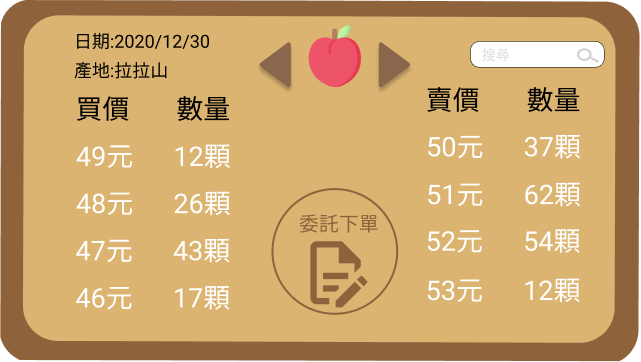 日期:2020/12/30
產地:拉拉山
搜尋
買價 數量
49元 12顆
48元 26顆
47元 43顆
46元 17顆
委託下單
賣價 數量
50元 37顆
51元 62顆
52元 54顆
53元 12顆